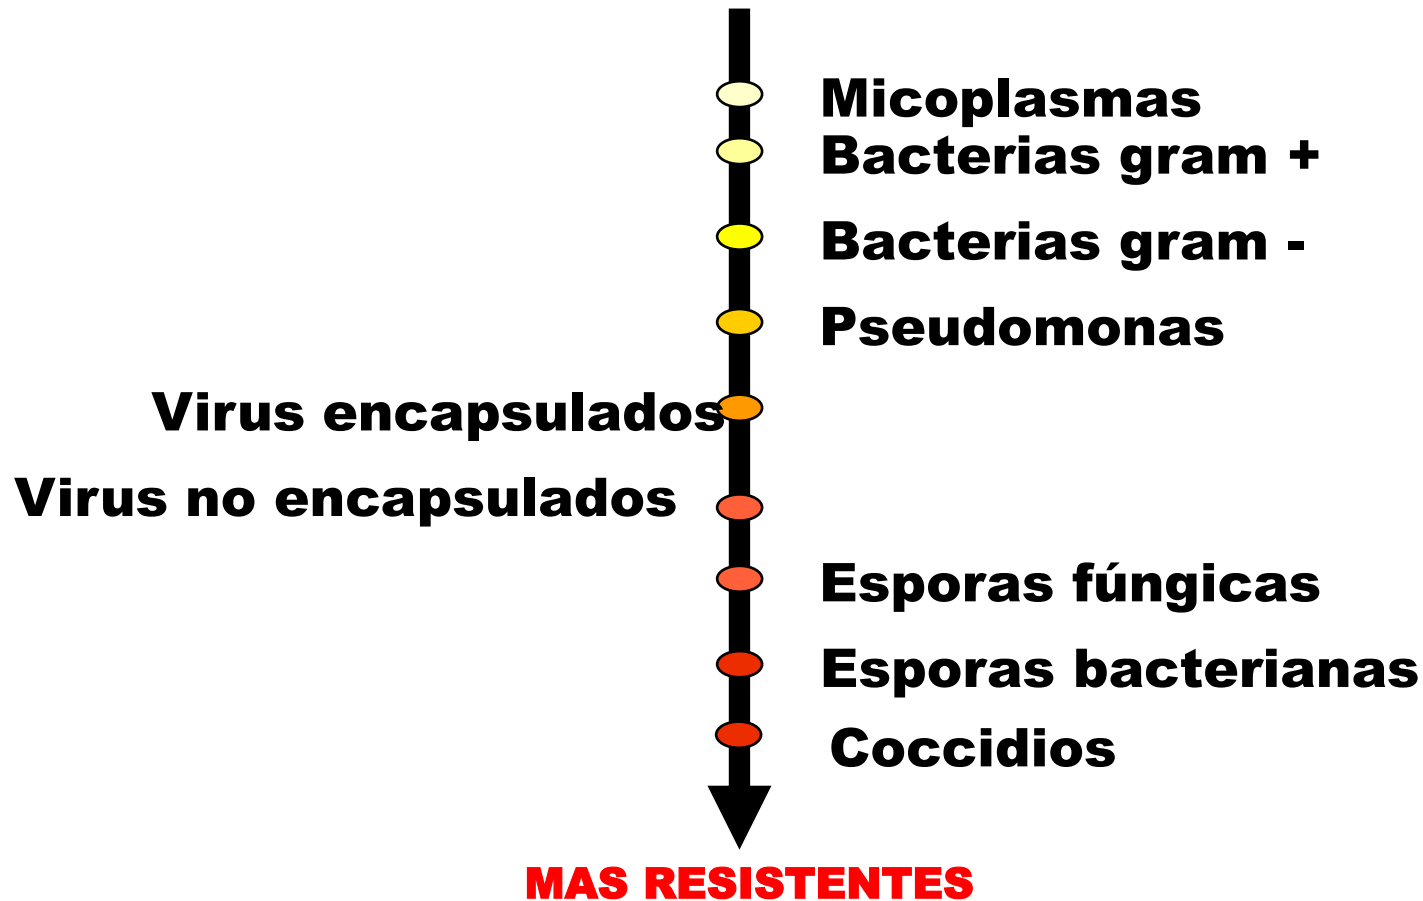 Micoplasmas
Bacterias gram +
Bacterias gram -
Pseudomonas
Virus encapsulados
Virus no encapsulados
Esporas fúngicas
Esporas bacterianas
Coccidios
MAS RESISTENTES